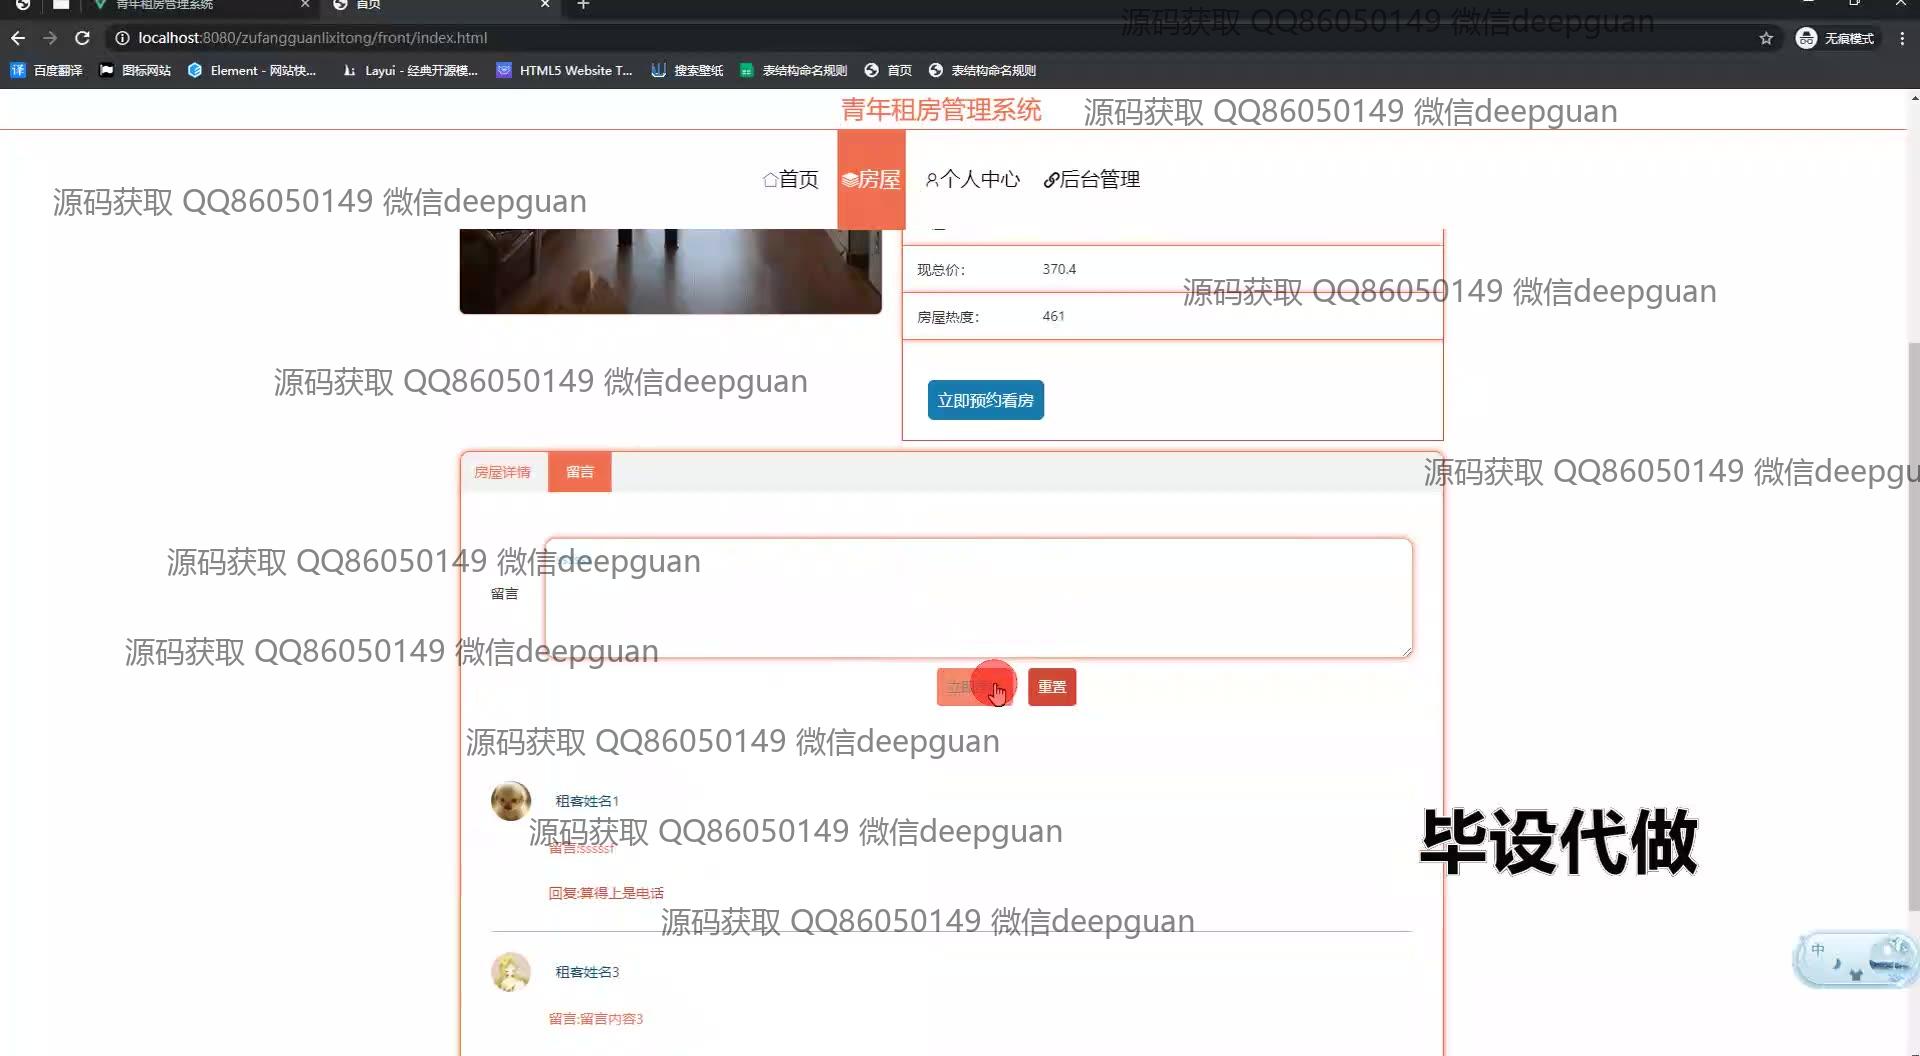 青年租房管理系统
首页
源码获取 QQ86050149 微信deepguan
localhost:8080/zufangguanlixitong/front/index.html
无痕模式
百度翻译
图标网站
Element - 网站快...
Layui - 经典开源模...
HTML5 Website T...
搜索壁纸
表结构命名规则
首页
表结构命名规则
青年租房管理系统
源码获取 QQ86050149 微信deepguan
首页
房屋
个人中心
后台管理
源码获取 QQ86050149 微信deepguan
现总价:
370.4
源码获取 QQ86050149 微信deepguan
房屋热度:
461
源码获取 QQ86050149 微信deepguan
立即预约看房
房屋详情
留言
源码获取 QQ86050149 微信deepgu
源码获取 QQ86050149 微信deepguan
留言
源码获取 QQ86050149 微信deepguan
立即
重置
源码获取 QQ86050149 微信deepguan
租客姓名1
源码获取 QQ86050149 微信deepguan
留言:sssssf
毕设代做
回复:算得上是电话
源码获取 QQ86050149 微信deepguan
中
租客姓名3
留言:留言内容3